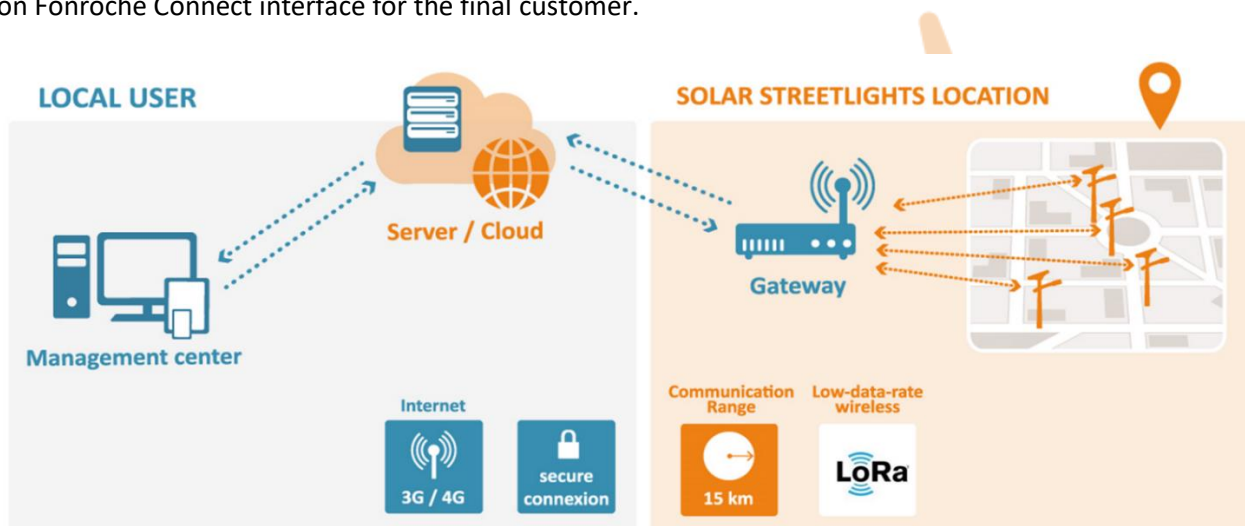 on Fonroche Connect interface for the final customer.
LOCAL USER
SOLAR STREETLIGHTS LOCATION
Server / Cloud
Gateway
Management center
Internet
3G / 4G
secure
connexion
Communication
Range
15 km
Low-data-rate
wireless
LoRa